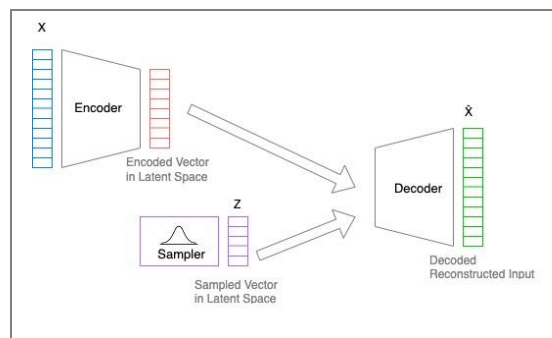 X
Encoder
Encoded Vector
in Latent Space
X̂
Decoder
Z
Sampler
Sampled Vector
in Latent Space
Decoded
Reconstructed Input